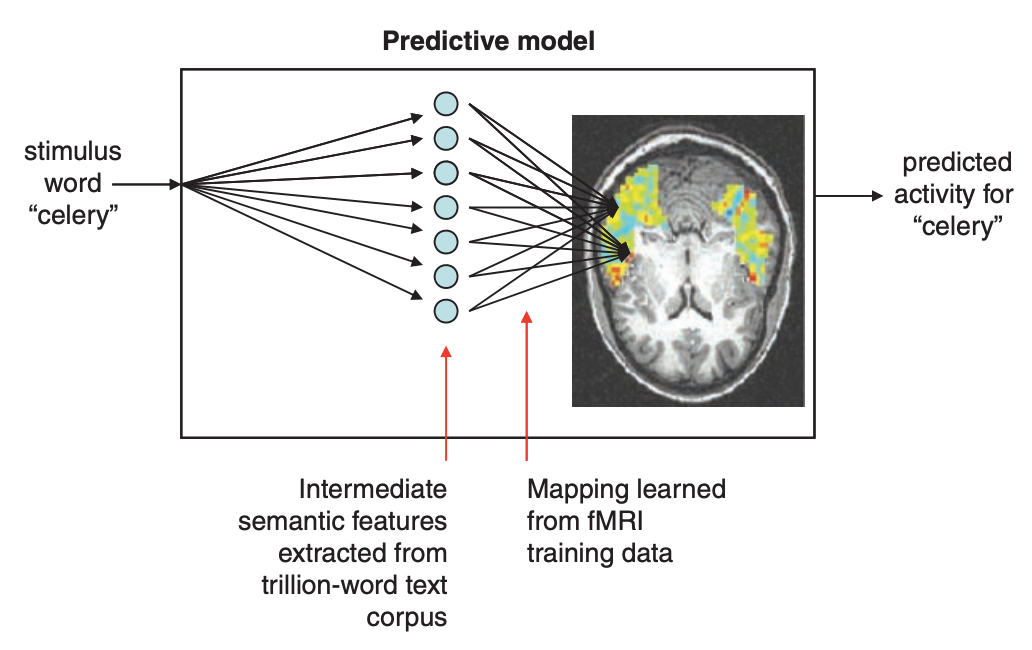 Predictive model
stimulus
word
“celery”
predicted
activity for
“celery”
Intermediate
semantic features
extracted from
trillion-word text
corpus
Mapping learned
from fMRI
training data